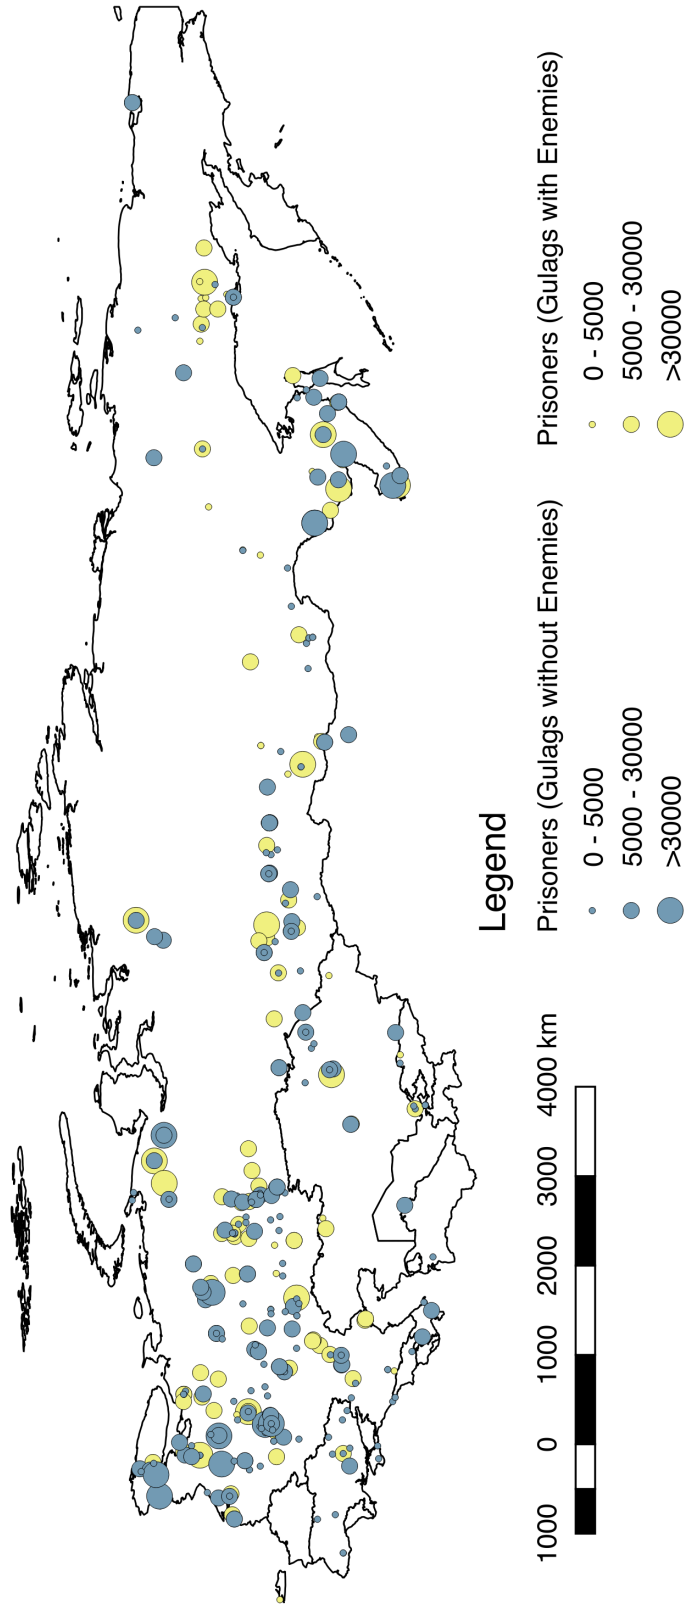 Legend
Prisoners (Gulags without Enemies)
0 - 5000
5000 - 30000
>30000
Prisoners (Gulags with Enemies)
0 - 5000
5000 - 30000
>30000
1000 0 1000 2000 3000 4000 km